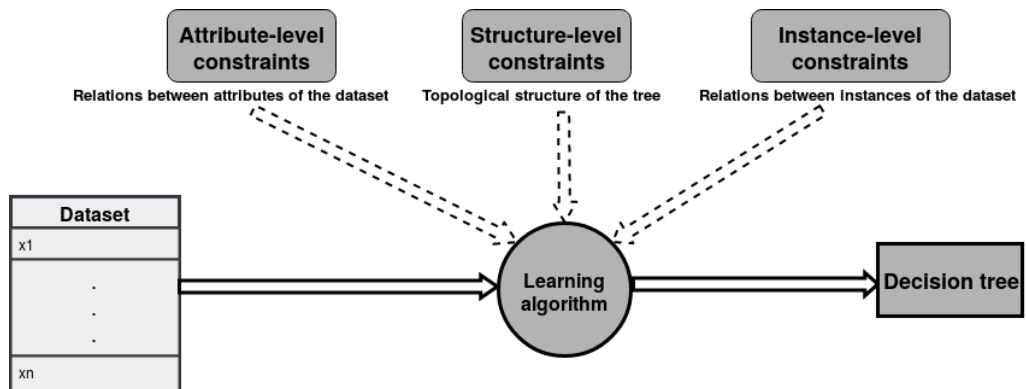 Attribute-level
constraints
Structure-level
constraints
Instance-level
constraints
Relations between attributes of the dataset
Topological structure of the tree
Relations between instances of the dataset
Dataset
x1
.
.
.
xn
Learning
algorithm
Decision tree